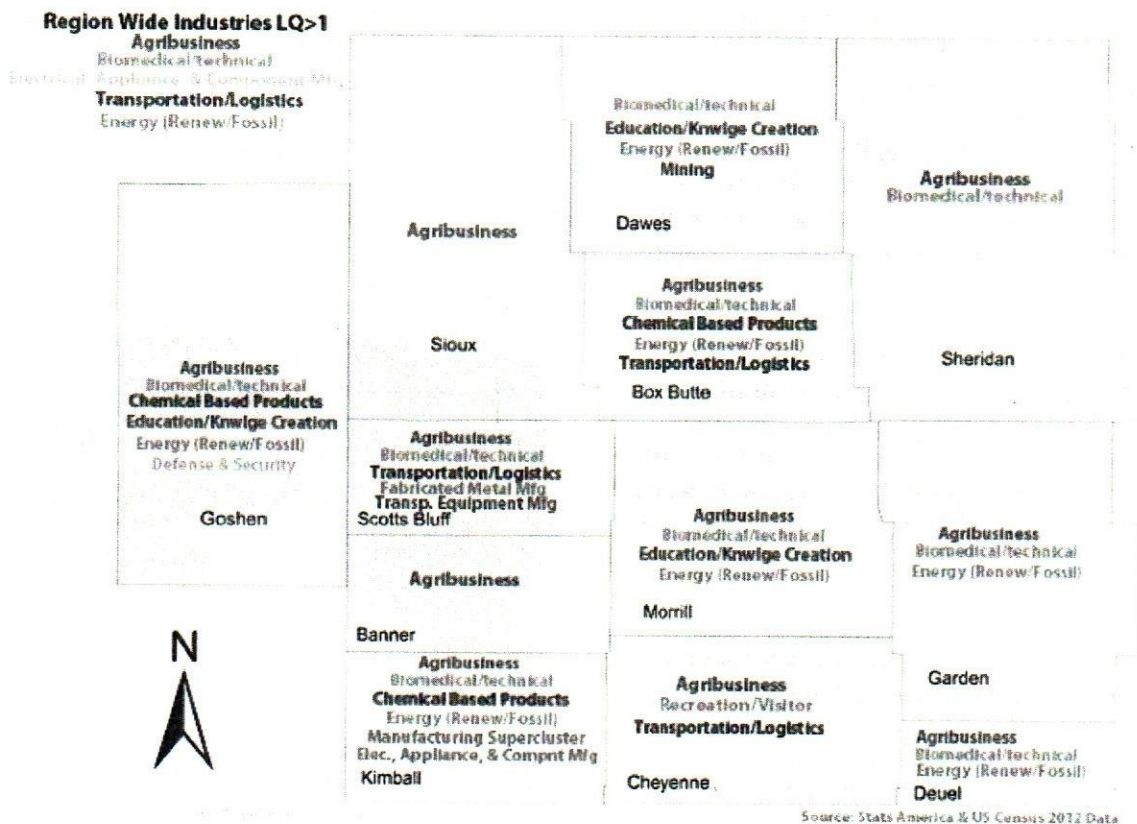 Region Wide Industries LQ>1
Agribusiness
Biomedical/technical
Electrical, Appliance, & Component Mfg
Transportation/Logistics
Energy (Renew/Fossil)
Biomedical/technical
Education/Knwlge Creation
Energy (Renew/Fossil)
Mining
Dawes
Agribusiness
Biomedical/technical
Sheridan
Agribusiness
Sioux
Agribusiness
Biomedical/technical
Chemical Based Products
Energy (Renew/Fossil)
Transportation/Logistics
Box Butte
Agribusiness
Biomedical/technical
Chemical Based Products
Education/Knwlge Creation
Energy (Renew/Fossil)
Defense & Security
Goshen
Agribusiness
Biomedical/technical
Transportation/Logistics
Fabricated Metal Mfg
Transp. Equipment Mfg
Scotts Bluff
Agribusiness
Biomedical/technical
Education/Knwlge Creation
Energy (Renew/Fossil)
Morrill
Agribusiness
Biomedical/technical
Energy (Renew/Fossil)
Garden
Agribusiness
Banner
N
Agribusiness
Biomedical/technical
Chemical Based Products
Energy (Renew/Fossil)
Manufacturing Supercluster
Elec., Appliance, & Compnt Mfg
Kimball
Agribusiness
Recreation/Visitor
Transportation/Logistics
Cheyenne
Agribusiness
Biomedical/technical
Energy (Renew/Fossil)
Deuel
Source: Stats America & US Census 2012 Data